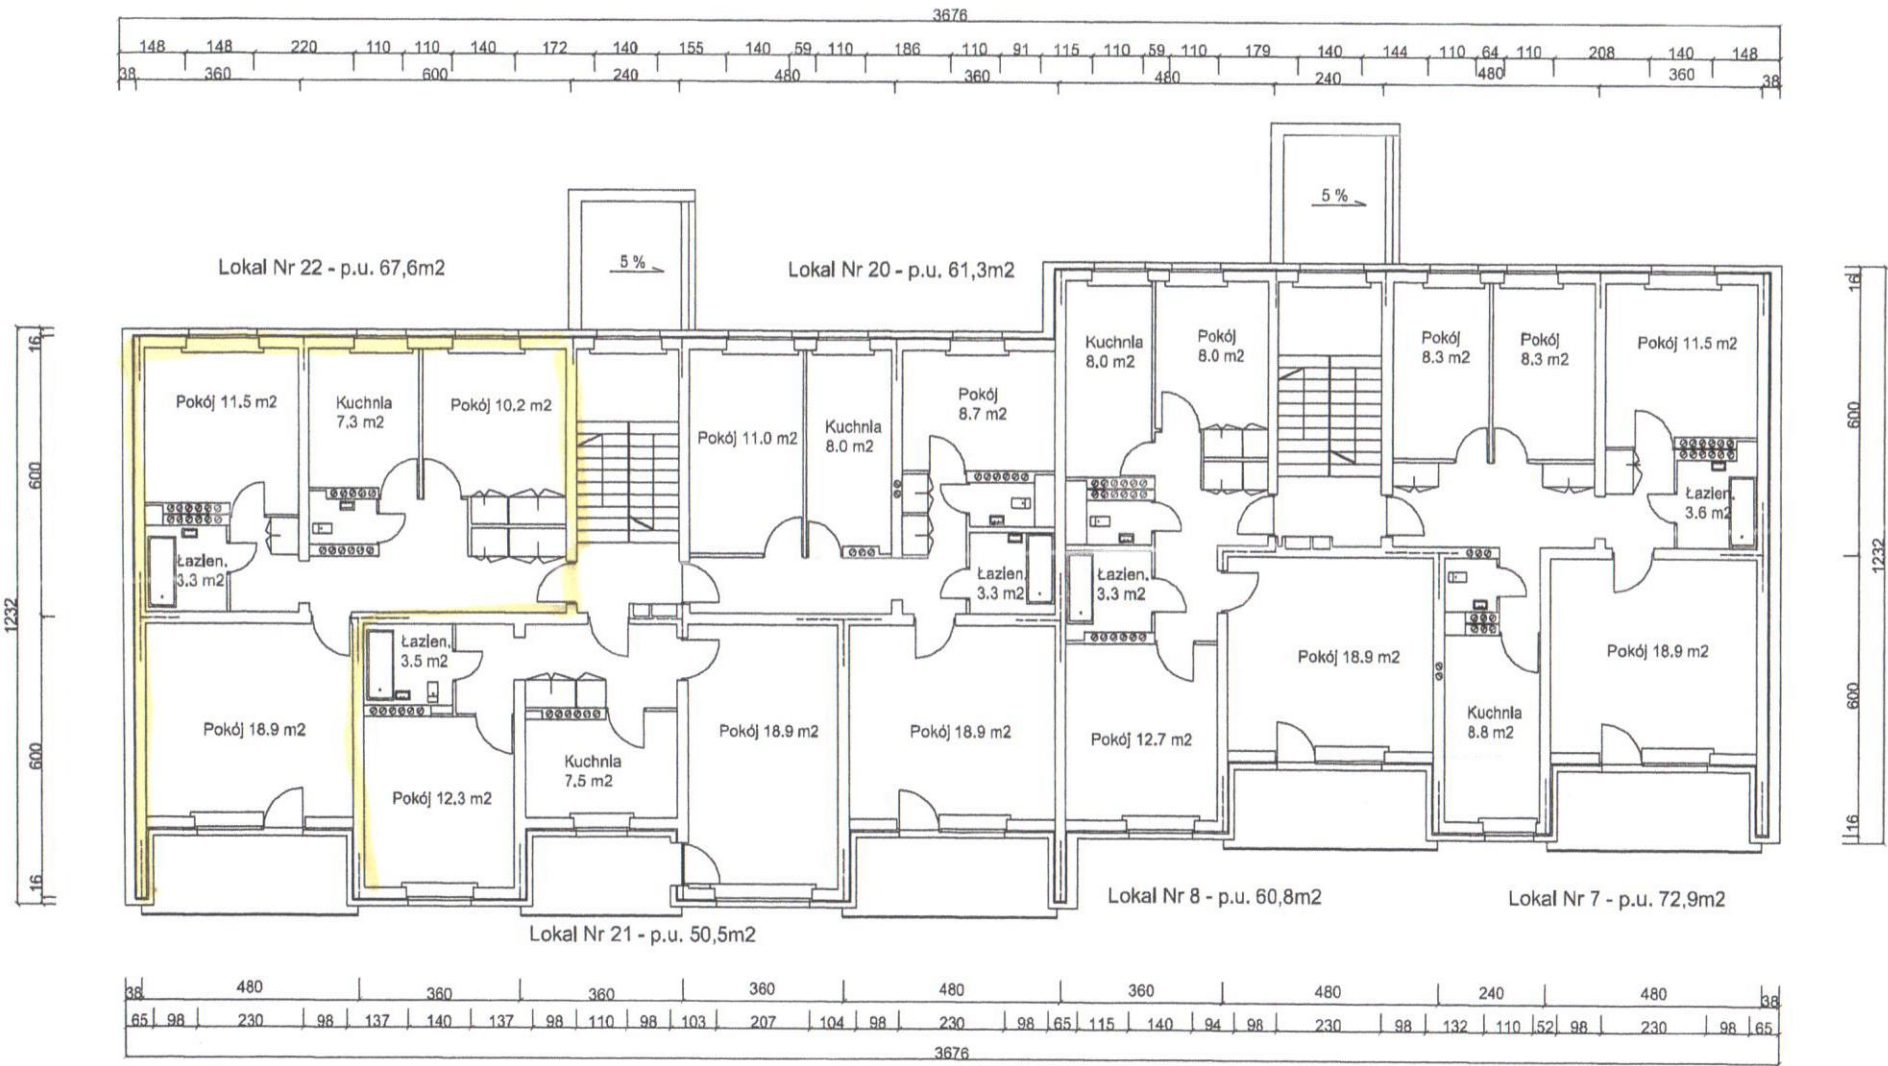 3676
148 148 220 110 110 140 172 140 155 140 59 110 186 110 91 115 110 59 110 179 140 144 110 64 110 208 140 148
38 360 600 240 480 360 480 240 480 360 38
5 %
5 %
Lokal Nr 22 - p.u. 67,6m2
Lokal Nr 20 - p.u. 61,3m2
16
600
600
16
1232
Pokój 11.5 m2
Kuchnia
7.3 m2
Pokój 10.2 m2
Łazien.
3.3 m2
Pokój 18.9 m2
Łazien.
3.5 m2
Pokój 12.3 m2
Kuchnia
7.5 m2
Pokój 18.9 m2
Pokój 11.0 m2
Kuchnia
8.0 m2
Pokój
8.7 m2
Łazien.
3.3 m2
Pokój 18.9 m2
Kuchnia
8.0 m2
Pokój
8.0 m2
Łazien.
3.3 m2
Pokój 12.7 m2
Pokój 18.9 m2
Pokój
8.3 m2
Pokój
8.3 m2
Pokój 11.5 m2
Łazien.
3.6 m2
Kuchnia
8.8 m2
Pokój 18.9 m2
16
600
600
16
1232
Lokal Nr 21 - p.u. 50,5m2
Lokal Nr 8 - p.u. 60,8m2
Lokal Nr 7 - p.u. 72,9m2
38 480 360 360 360 480 360 480 240 480 38
65 98 230 98 137 140 137 98 110 98 103 207 104 98 230 98 65 115 140 94 98 230 98 132 110 52 98 230 98 65
3676